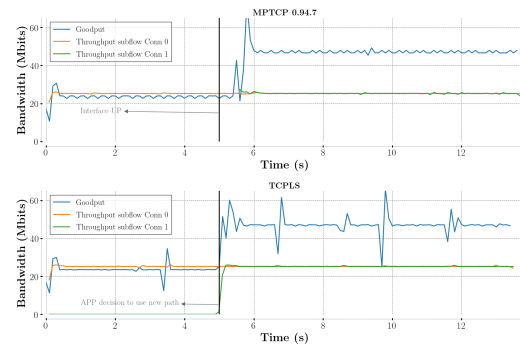 MPTCP 0.94.7
Bandwidth (Mbits)
60
40
20
0
Goodput
Throughput subflow Conn 0
Throughput subflow Conn 1
Interface UP
0
2
4
6
8
10
12
Time (s)
TCPLS
Bandwidth (Mbits)
60
40
20
0
Goodput
Throughput subflow Conn 0
Throughput subflow Conn 1
APP decision to use new path
0
2
4
6
8
10
12
Time (s)